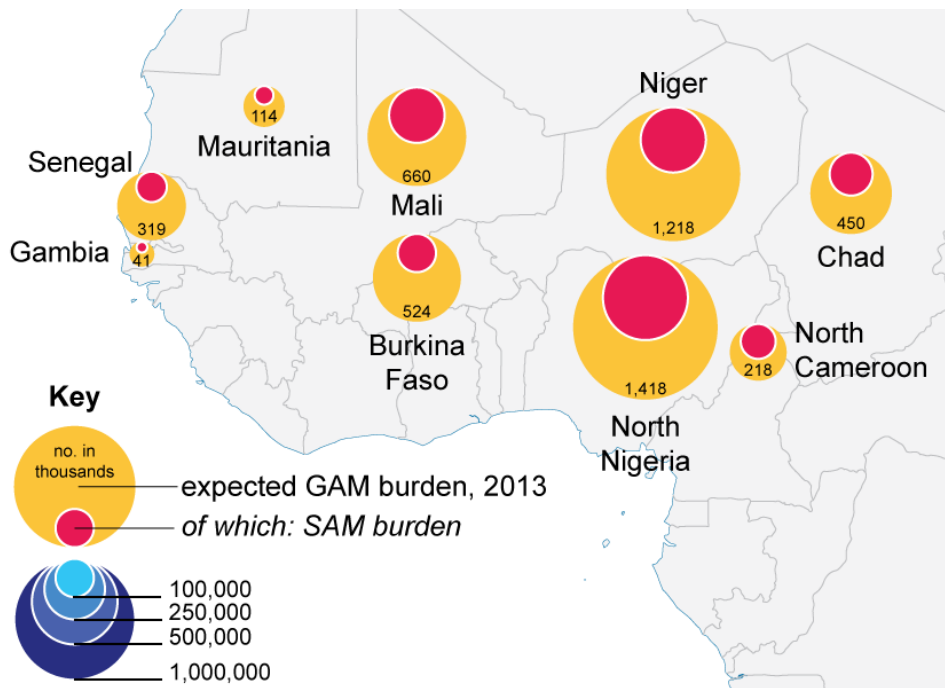 Niger
114
Mauritania
Senegal
660
Mali
319
1,218
450
Chad
Gambia
41
524
Burkina
Faso
North
Cameroon
218
1,418
North
Nigeria
Key
no. in
thousands
expected GAM burden, 2013
of which: SAM burden
100,000
250,000
500,000
1,000,000